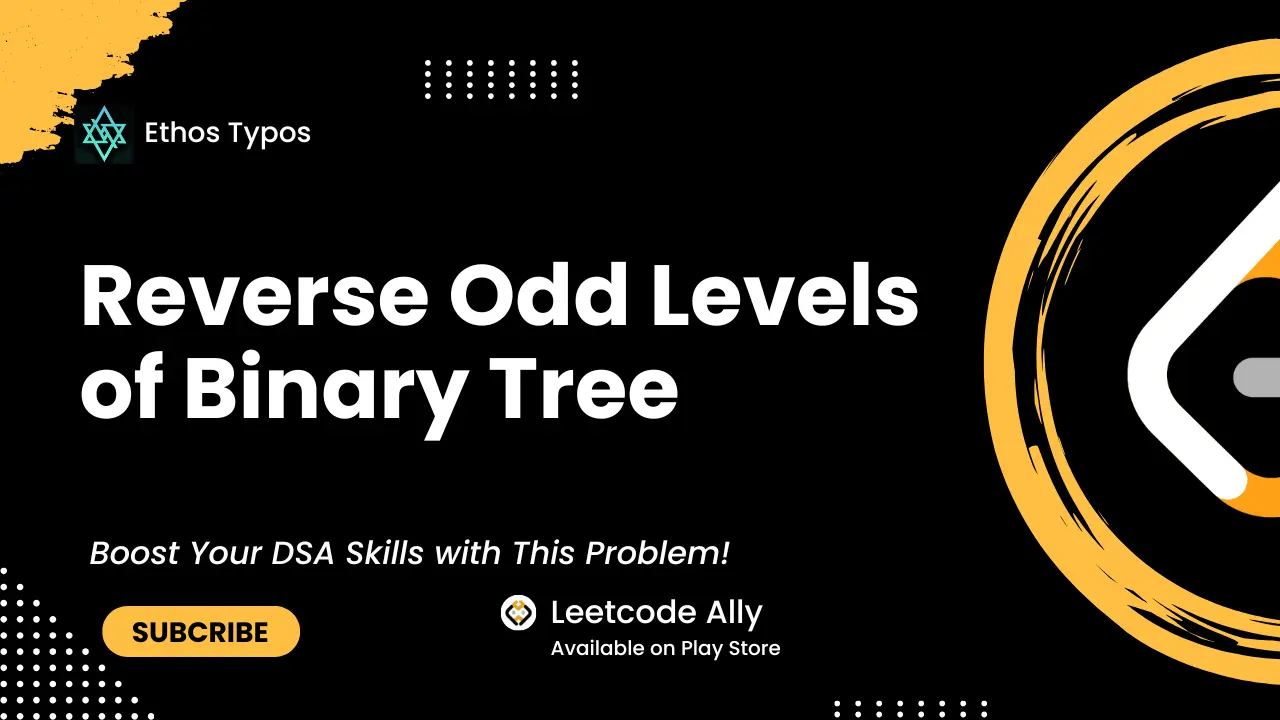 Ethos Typos
Reverse Odd Levels
of Binary Tree
Boost Your DSA Skills with This Problem!
SUBCRIBE
Leetcode Ally
Available on Play Store